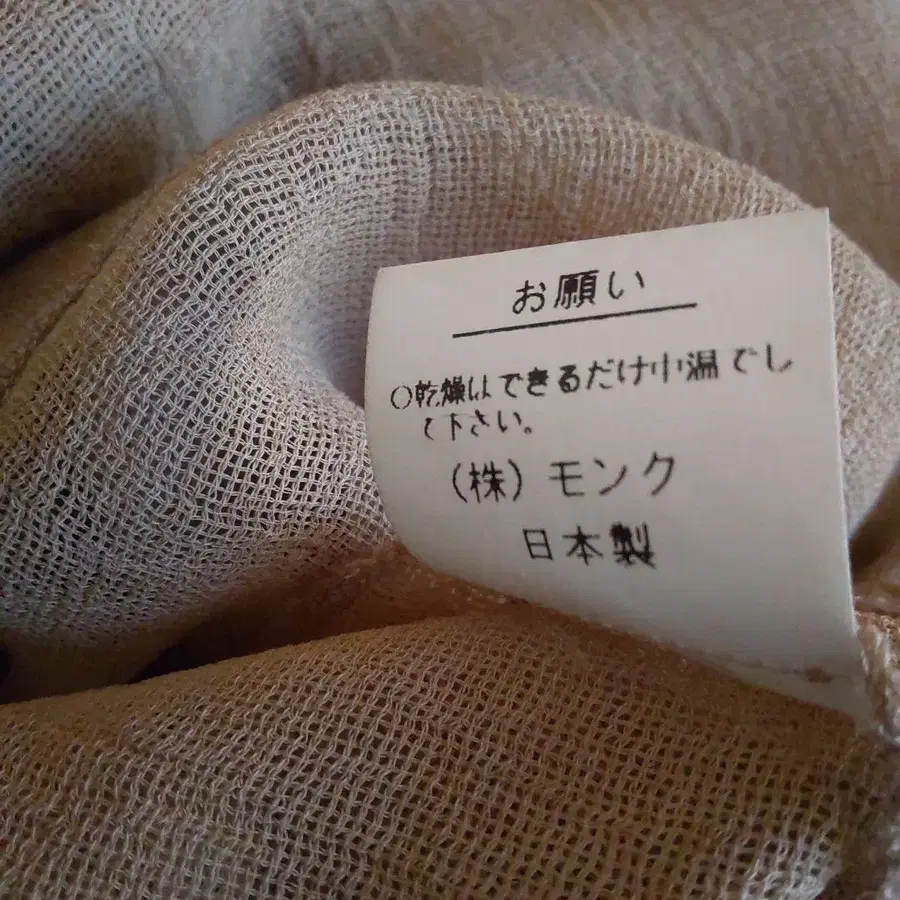 お願い
○乾燥はできるだけ小温でし
て下さい。
(株) モンク
日本製